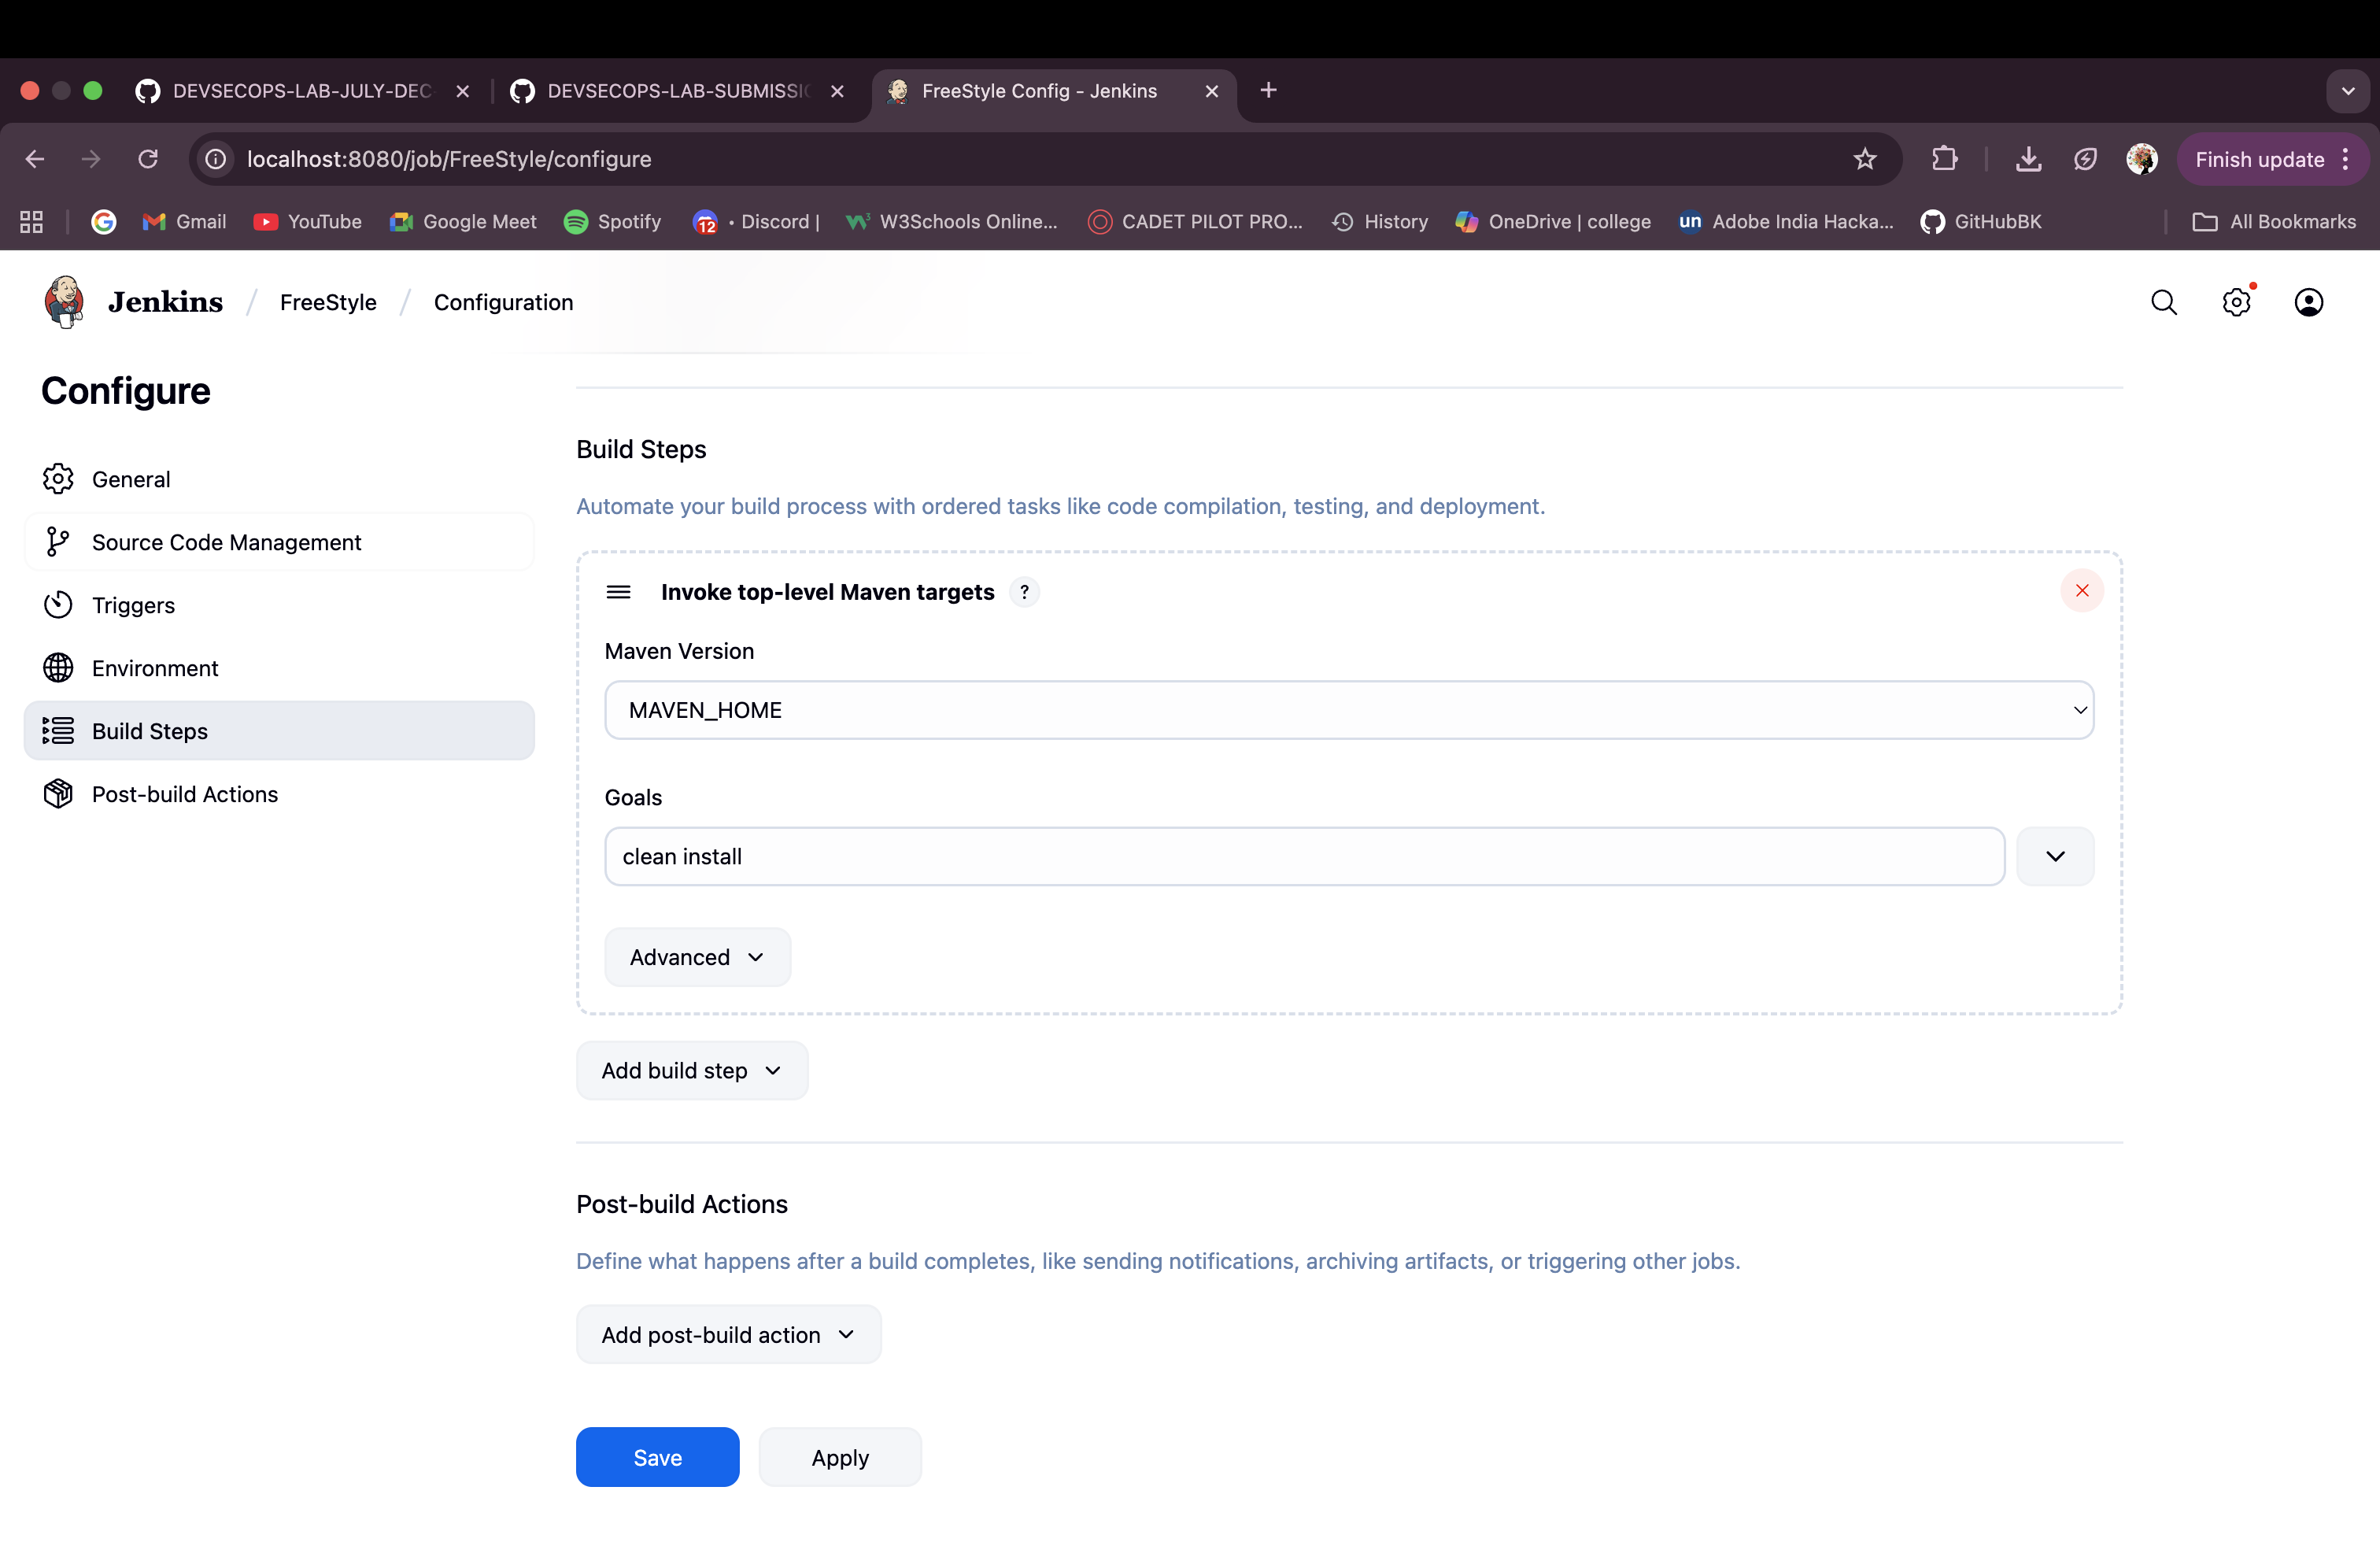 DEVSECOPS-LAB-JULY-DEC
DEVSECOPS-LAB-SUBMISSIO
FreeStyle Config - Jenkins
localhost:8080/job/FreeStyle/configure
Finish update
Gmail
YouTube
Google Meet
Spotify
12
• Discord |
W3Schools Online...
CADET PILOT PRO...
History
OneDrive | college
un
Adobe India Hacka...
GitHubBK
All Bookmarks
Jenkins / FreeStyle / Configuration
Configure
General
Source Code Management
Triggers
Environment
Build Steps
Post-build Actions
Build Steps
Automate your build process with ordered tasks like code compilation, testing, and deployment.
Invoke top-level Maven targets ?
Maven Version
MAVEN_HOME
Goals
clean install
Advanced
Add build step
Post-build Actions
Define what happens after a build completes, like sending notifications, archiving artifacts, or triggering other jobs.
Add post-build action
Save
Apply